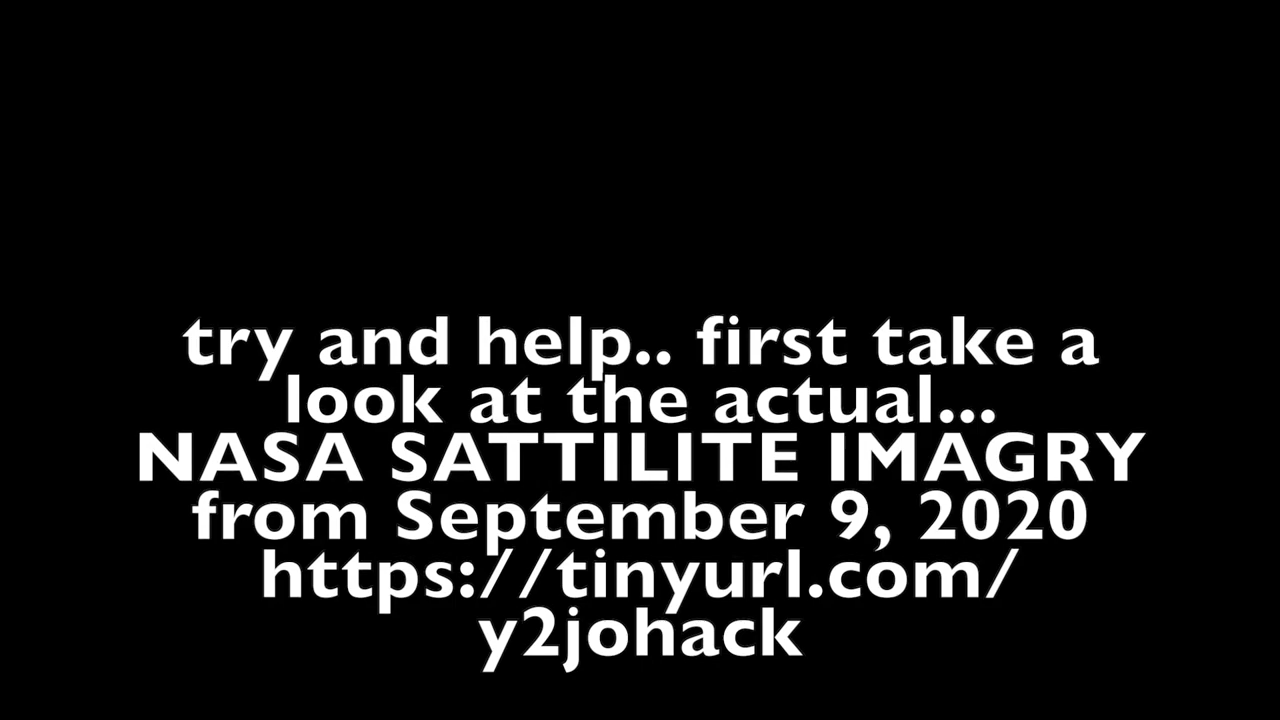 try and help.. first take a
look at the actual...
NASA SATTILITE IMAGRY
from September 9, 2020
https://tinyurl.com/
y2johack